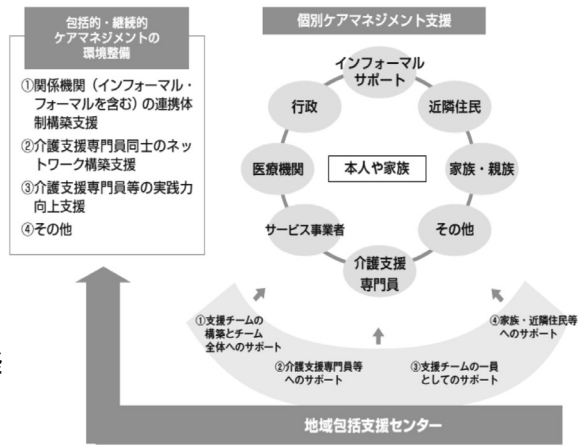 包括的・継続的
ケアマネジメントの
環境整備
①関係機関（インフォーマル・
フォーマルを含む）の連携体
制構築支援
②介護支援専門員同士のネッ
トワーク構築支援
③介護支援専門員等の実践力
向上支援
④その他
個別ケアマネジメント支援
インフォーマル
サポート
行政
近隣住民
医療機関
本人や家族
家族・親族
サービス事業者
その他
介護支援
専門員
①支援チームの
構築とチーム
全体へのサポート
②介護支援専門員等
へのサポート
③支援チームの一員
としてのサポート
④家族・近隣住民等
へのサポート
地域包括支援センター